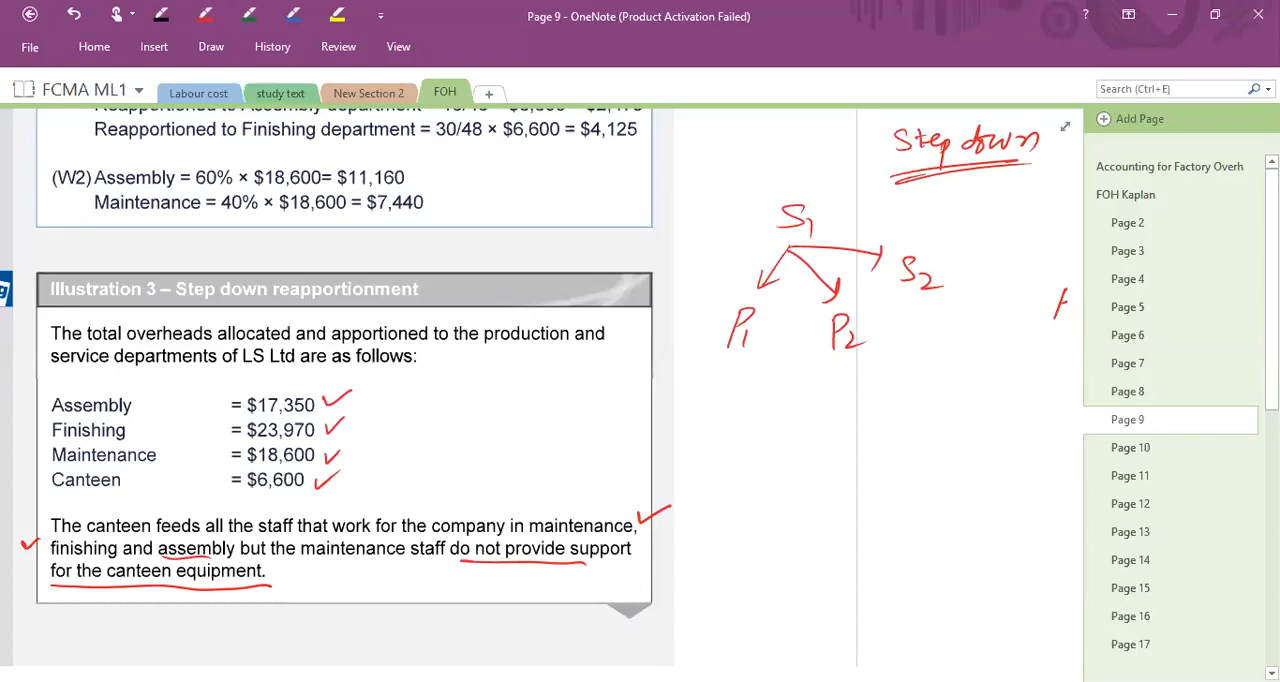 Page 9 - OneNote (Product Activation Failed)
?
File
Home
Insert
Draw
History
Review
View
FCMA ML1
Labour cost
study text
New Section 2
FOH
Search (Ctrl+E)
Add Page
Reapportioned to Finishing department = 30/48 × $6,600 = $4,125
(W2) Assembly = 60% × $18,600= $11,160
Maintenance = 40% × $18,600 = $7,440
Illustration 3 – Step down reapportionment
The total overheads allocated and apportioned to the production and
service departments of LS Ltd are as follows:
Assembly = $17,350
Finishing = $23,970
Maintenance = $18,600
Canteen = $6,600
The canteen feeds all the staff that work for the company in maintenance,
finishing and assembly but the maintenance staff do not provide support
for the canteen equipment.
Step down
S1
S2
P1
P2
Accounting for Factory Overh
FOH Kaplan
Page 2
Page 3
Page 4
Page 5
Page 6
Page 7
Page 8
Page 9
Page 10
Page 11
Page 12
Page 13
Page 14
Page 15
Page 16
Page 17